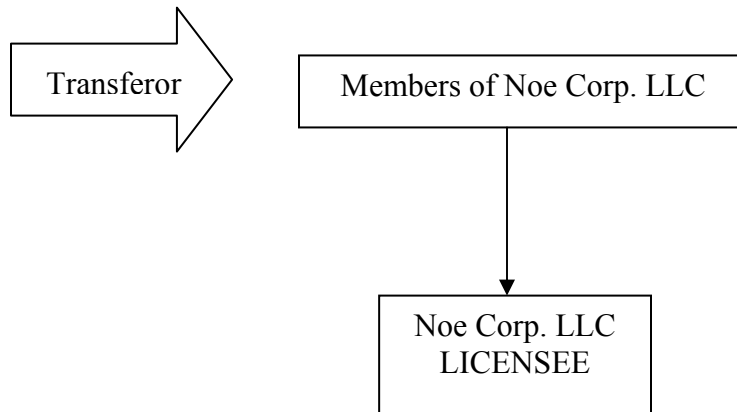 Transferor
Members of Noe Corp. LLC
Noe Corp. LLC
LICENSEE